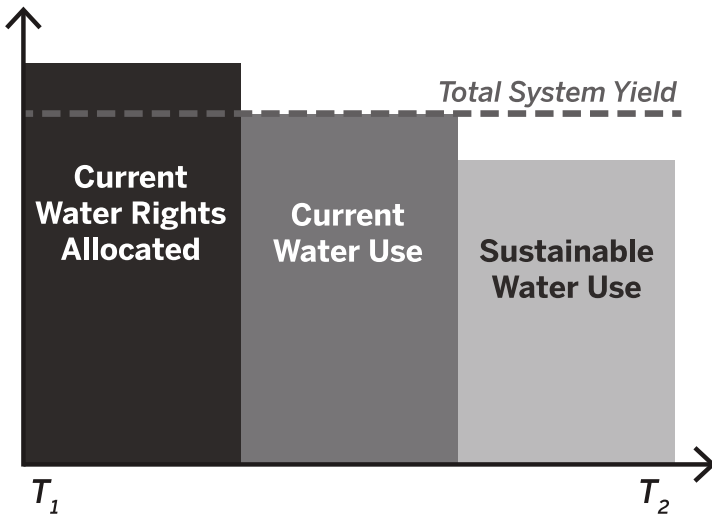 Total System Yield
Current
Water Rights
Allocated
Current
Water Use
Sustainable
Water Use
T₁
T₂